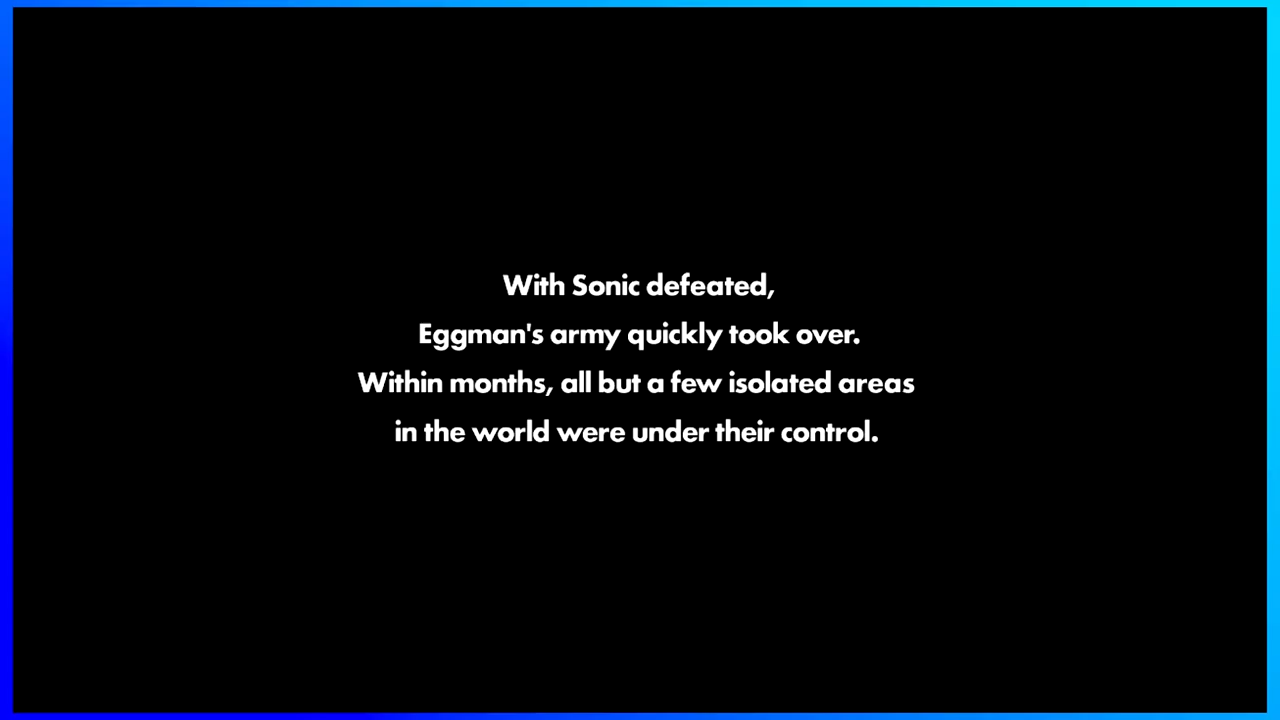 With Sonic defeated,
Eggman's army quickly took over.
Within months, all but a few isolated areas
in the world were under their control.